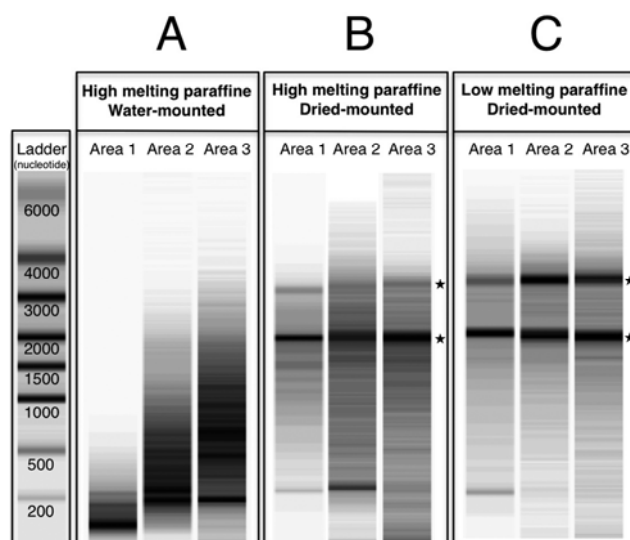 A B C
High melting paraffine
Water-mounted
High melting paraffine
Dried-mounted
Low melting paraffine
Dried-mounted
Ladder
(nucleotide)
Area 1 Area 2 Area 3
Area 1 Area 2 Area 3
Area 1 Area 2 Area 3
6000
4000
3000
2000
1500
1000
500
200